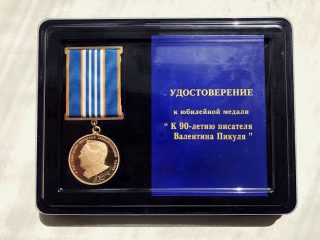 УДОСТОВЕРЕНИЕ
к юбилейной медали
" К 90-летию писателя
Валентина Пикуля "